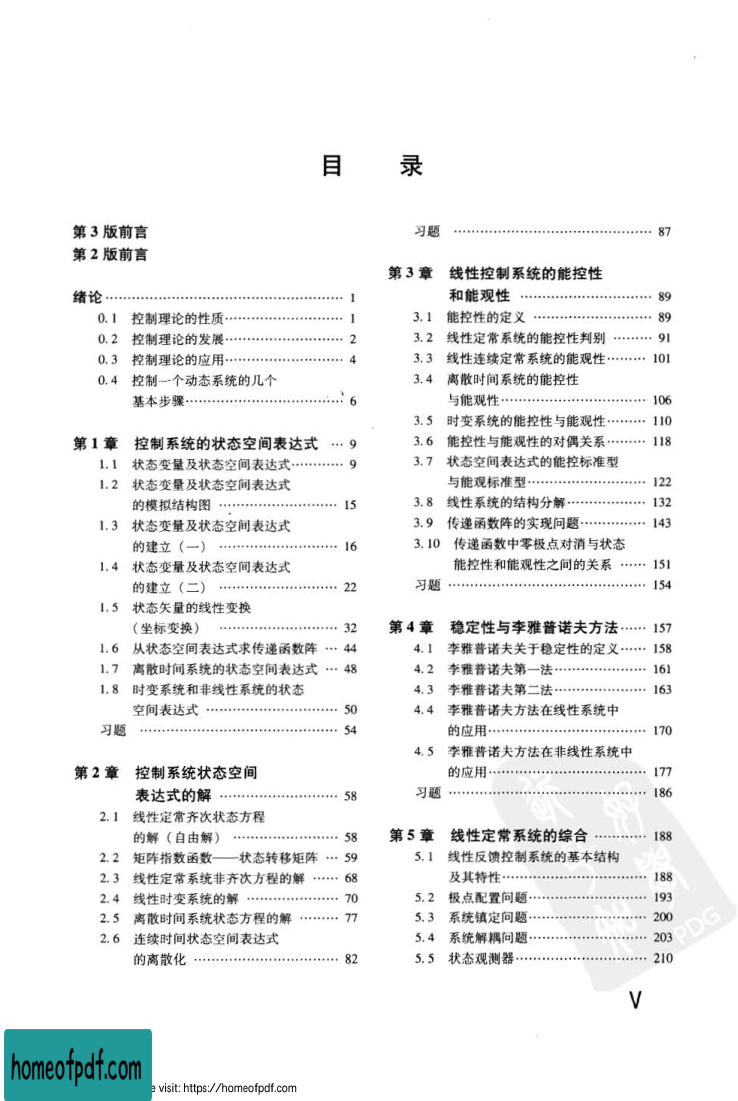 目 录
第 3 版前言
第 2 版前言
绪论………………………………………… 1
0. 1 控制理论的性质…………………… 1
0. 2 控制理论的发展…………………… 2
0. 3 控制理论的应用…………………… 4
0. 4 控制一个动态系统的几个
基本步骤…………………………… 6
第 1 章 控制系统的状态空间表达式 … 9
1. 1 状态变量及状态空间表达式………… 9
1. 2 状态变量及状态空间表达式
的模拟结构图 …………………… 15
1. 3 状态变量及状态空间表达式
的建立（一） …………………… 16
1. 4 状态变量及状态空间表达式
的建立（二） …………………… 22
1. 5 状态矢量的线性变换
（坐标变换） …………………… 32
1. 6 从状态空间表达式求传递函数阵 … 44
1. 7 离散时间系统的状态空间表达式 … 48
1. 8 时变系统和非线性系统的状态
空间表达式 ……………………… 50
习题 ………………………………… 54
第 2 章 控制系统状态空间
表达式的解 ……………………… 58
2. 1 线性定常齐次状态方程
的解（自由解） ………………… 58
2. 2 矩阵指数函数——状态转移矩阵 … 59
2. 3 线性定常系统非齐次方程的解 …… 68
2. 4 线性时变系统的解 ……………… 70
2. 5 离散时间系统状态方程的解 ……… 77
2. 6 连续时间状态空间表达式
的离散化 ………………………… 82
习题 ………………………………… 87
第 3 章 线性控制系统的能控性
和能观性 ……………………… 89
3. 1 能控性的定义 …………………… 89
3. 2 线性定常系统的能控性判别 ……… 91
3. 3 线性连续定常系统的能观性……… 101
3. 4 离散时间系统的能控性
与能观性………………………… 106
3. 5 时变系统的能控性与能观性……… 110
3. 6 能控性与能观性的对偶关系……… 118
3. 7 状态空间表达式的能控标准型
与能观标准型…………………… 122
3. 8 线性系统的结构分解…………… 132
3. 9 传递函数阵的实现问题………… 143
3. 10 传递函数中零极点对消与状态
能控性和能观性之间的关系 …… 151
习题 ………………………………… 154
第 4 章 稳定性与李雅普诺夫方法…… 157
4. 1 李雅普诺夫关于稳定性的定义…… 158
4. 2 李雅普诺夫第一法……………… 161
4. 3 李雅普诺夫第二法……………… 163
4. 4 李雅普诺夫方法在线性系统中
的应用…………………………… 170
4. 5 李雅普诺夫方法在非线性系统中
的应用…………………………… 177
习题 ………………………………… 186
第 5 章 线性定常系统的综合 ………… 188
5. 1 线性反馈控制系统的基本结构
及其特性………………………… 188
5. 2 极点配置问题…………………… 193
5. 3 系统镇定问题…………………… 200
5. 4 系统解耦问题…………………… 203
5. 5 状态观测器……………………… 210
PDG
V
homeofpdf.com
e visit: https://homeofpdf.com